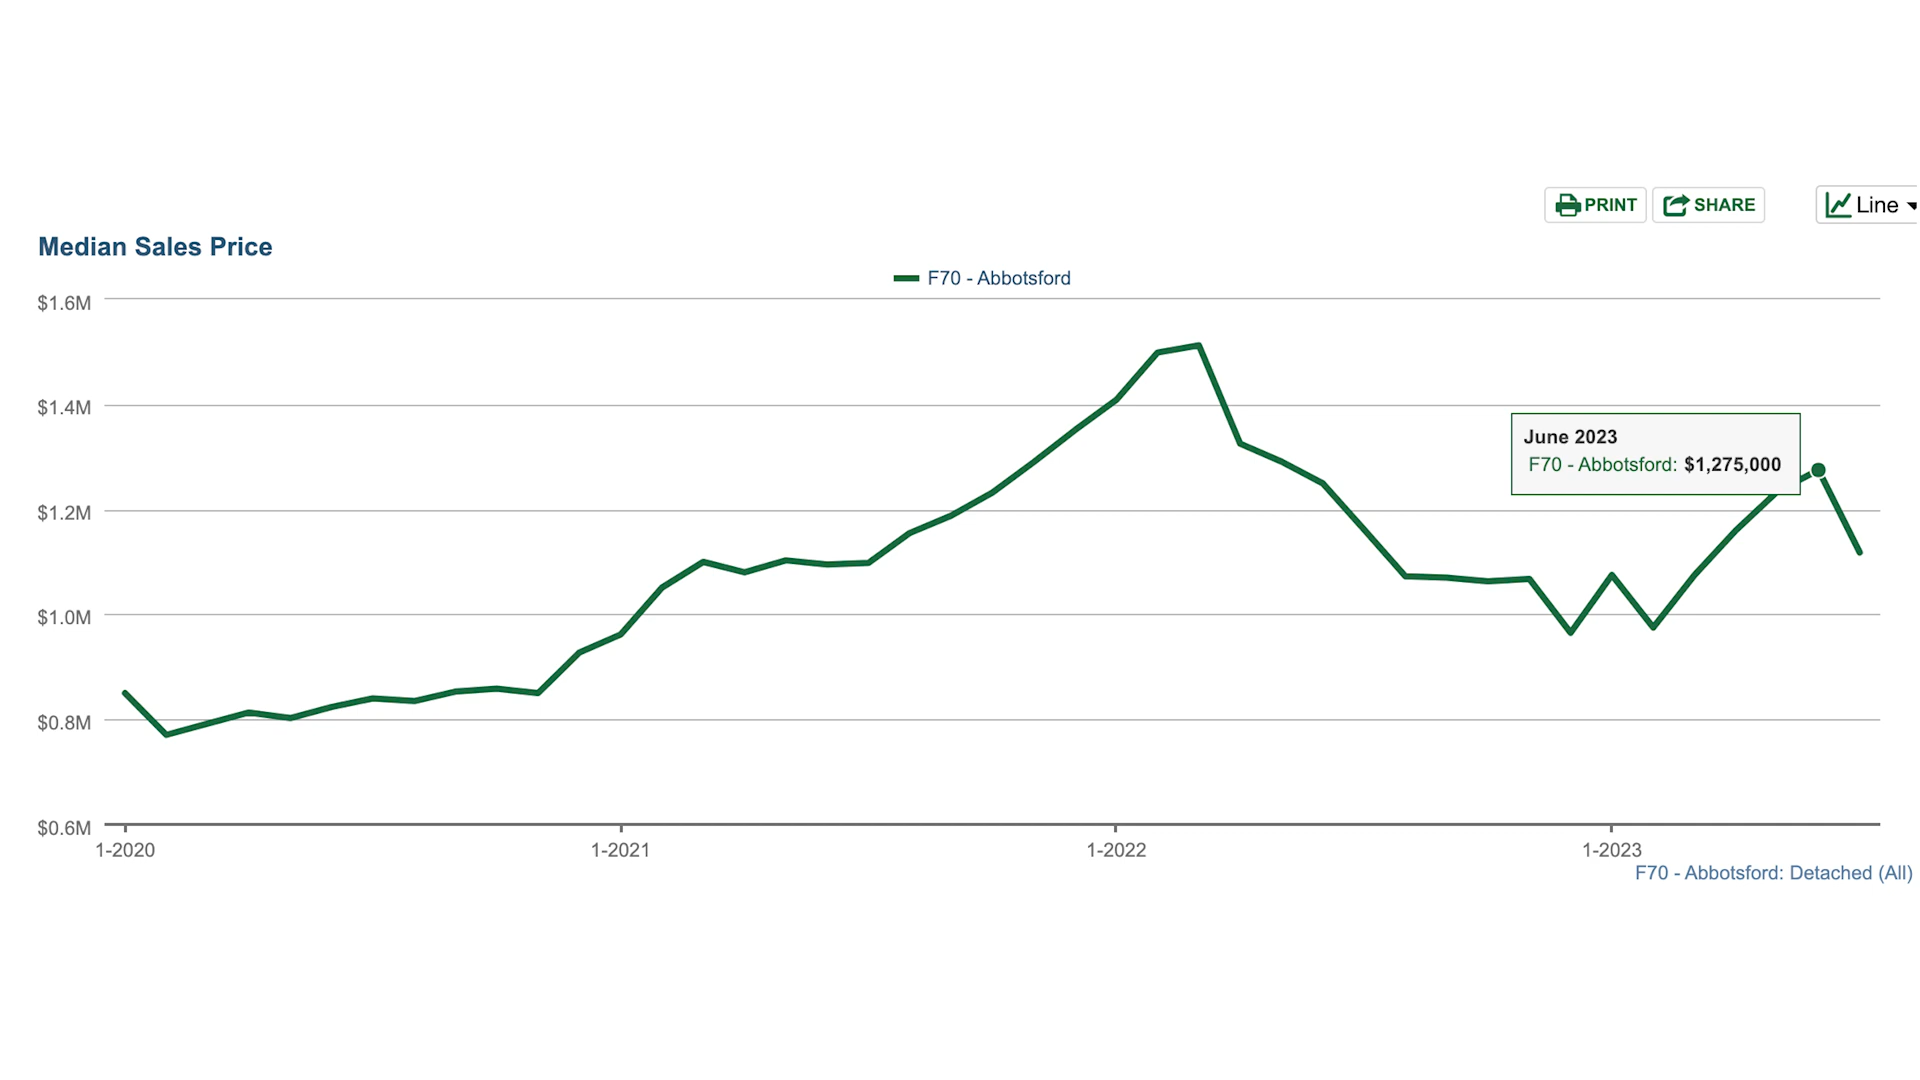 PRINT
SHARE
Line
Median Sales Price
F70 - Abbotsford
$1.6M
$1.4M
June 2023
F70 - Abbotsford: $1,275,000
$1.2M
$1.0M
$0.8M
$0.6M
1-2020
1-2021
1-2022
1-2023
F70 - Abbotsford: Detached (All)